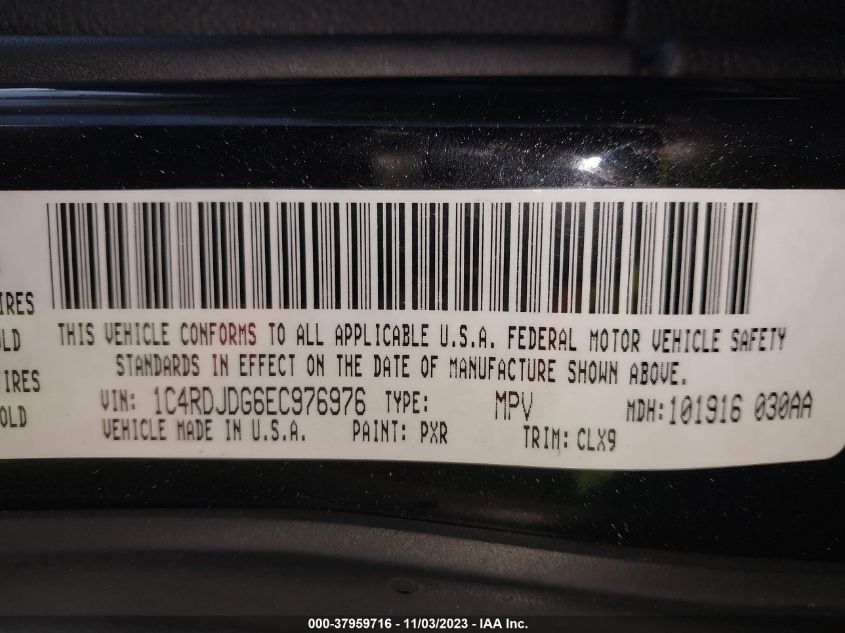 IRES
OLD
IRES
OLD
THIS VEHICLE CONFORMS TO ALL APPLICABLE U.S.A. FEDERAL MOTOR VEHICLE SAFETY
STANDARDS IN EFFECT ON THE DATE OF MANUFACTURE SHOWN ABOVE.
VIN: 1C4RDJDG6EC976976 TYPE: MPV MDH: 101916 030AA
VEHICLE MADE IN U.S.A. PAINT: PXR TRIM: CLX9
000-37959716 - 11/03/2023 - IAA Inc.